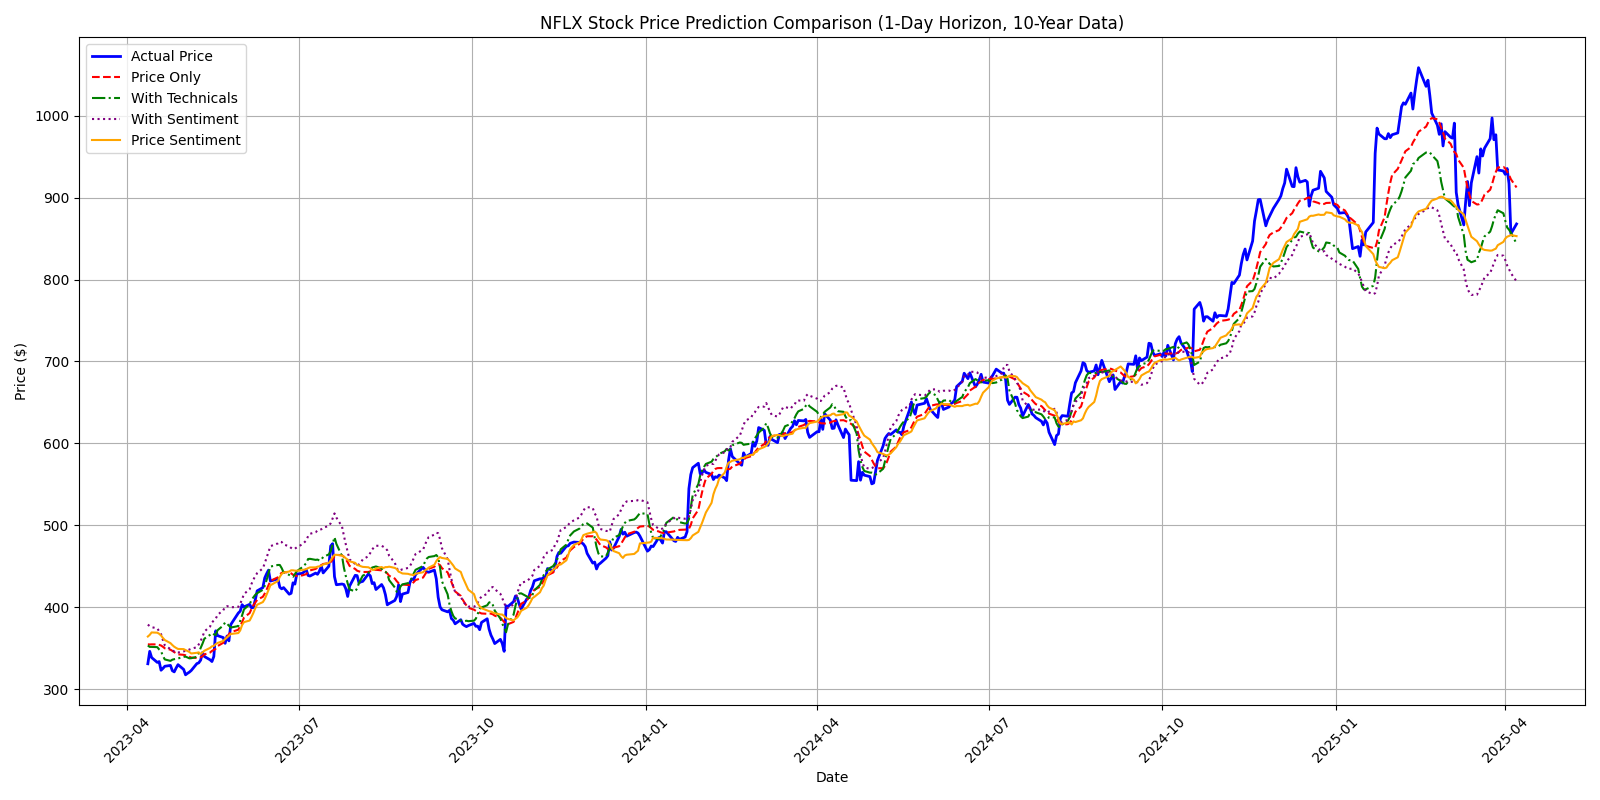 NFLX Stock Price Prediction Comparison (1-Day Horizon, 10-Year Data)
Actual Price
Price Only
With Technicals
With Sentiment
Price Sentiment
1000
900
800
700
600
500
400
300
Price ($)
2023-04
2023-07
2023-10
2024-01
2024-04
2024-07
2024-10
2025-01
2025-04
Date